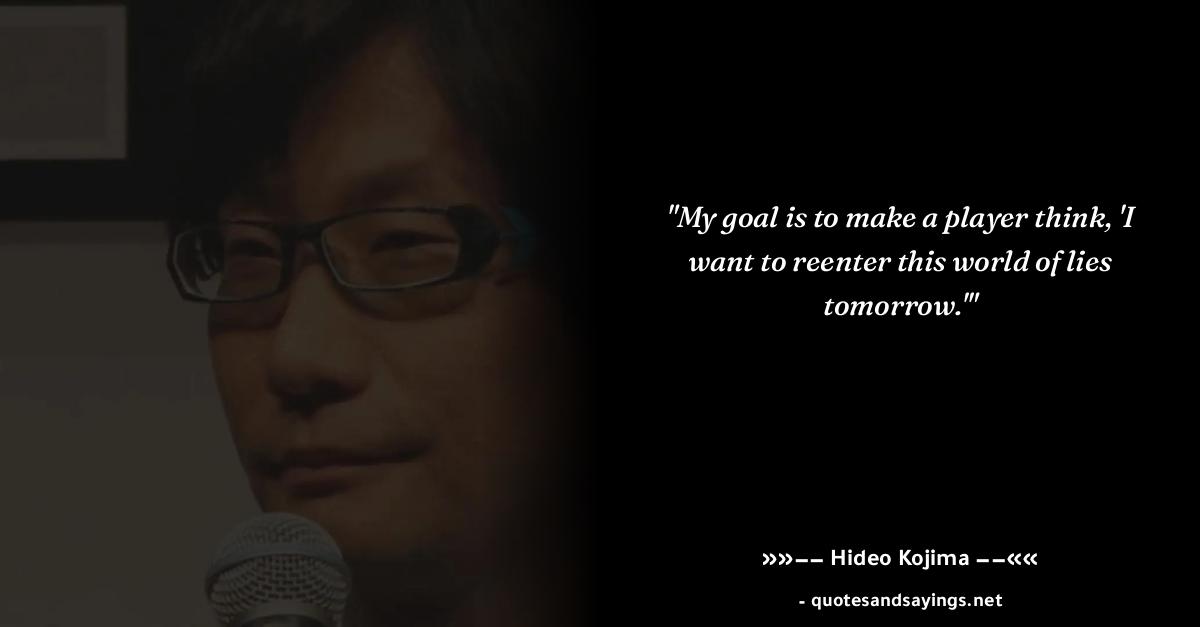 "My goal is to make a player think, 'I
want to reenter this world of lies
tomorrow.'"
»»−− Hideo Kojima −−««
- quotesandsayings.net